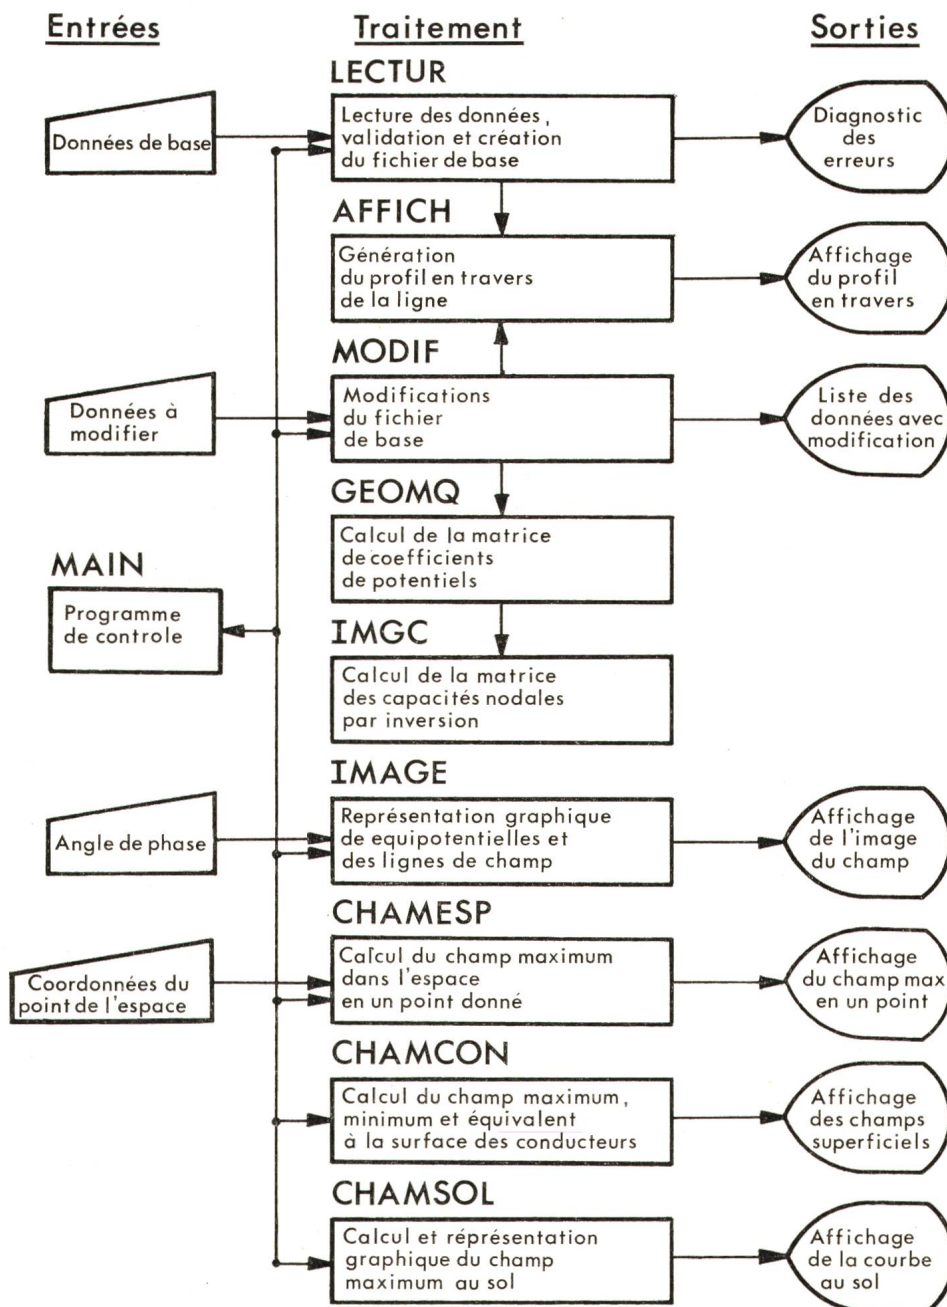 Entrées
Traitement
Sorties
LECTUR
Données de base
Lecture des données,
validation et création
du fichier de base
Diagnostic
des
erreurs
AFFICH
Génération
du profil en travers
de la ligne
Affichage
du profil
en travers
MODIF
Données à
modifier
Modifications
du fichier
de base
Liste des
données avec
modification
GEOMQ
Calcul de la matrice
de coefficients
de potentiels
MAIN
Programme
de controle
IMGC
Calcul de la matrice
des capacités nodales
par inversion
IMAGE
Angle de phase
Représentation graphique
de equipotentielles et
des lignes de champ
Affichage
de l'image
du champ
CHAMESP
Coordonnées du
point de l'espace
Calcul du champ maximum
dans l'espace
en un point donné
Affichage
du champ max
en un point
CHAMCON
Calcul du champ maximum,
minimum et équivalent
à la surface des conducteurs
Affichage
des champs
superficiels
CHAMSOL
Calcul et réprésentation
graphique du champ
maximum au sol
Affichage
de la courbe
au sol